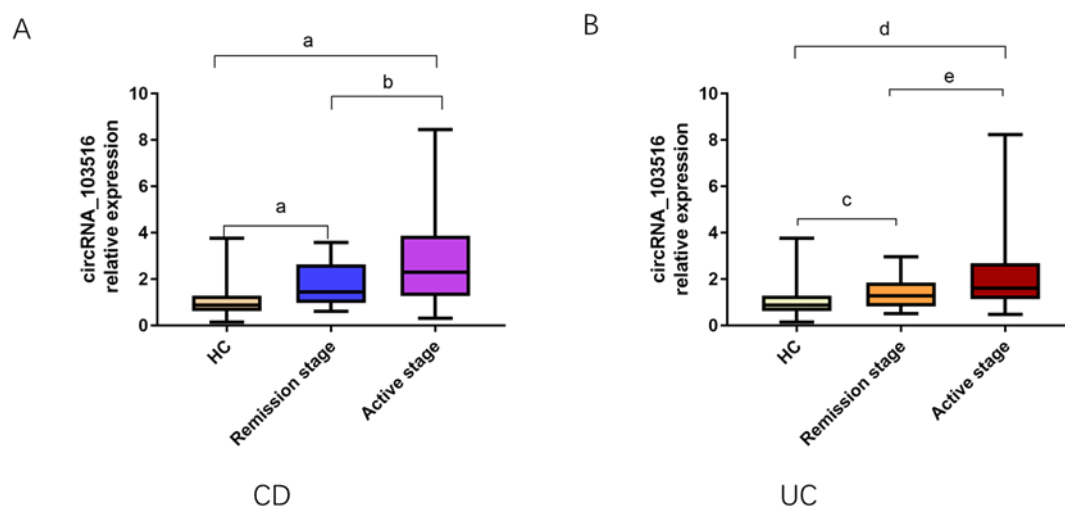 A
a
b
a
10
8
6
4
2
0
circRNA_103516
relative expression
HC
Remission stage
Active stage
CD
B
d
e
c
10
8
6
4
2
0
circRNA_103516
relative expression
HC
Remission stage
Active stage
UC